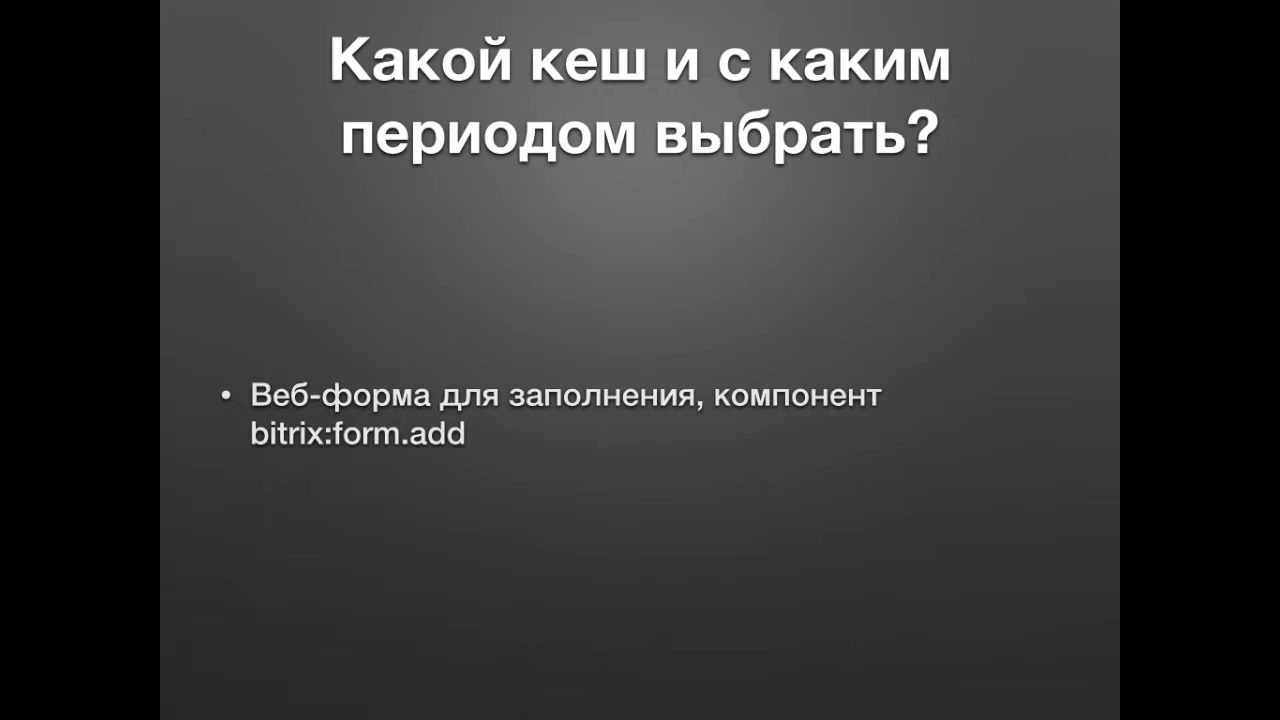 Какой кеш и с каким
периодом выбрать?
• Веб-форма для заполнения, компонент
bitrix:form.add